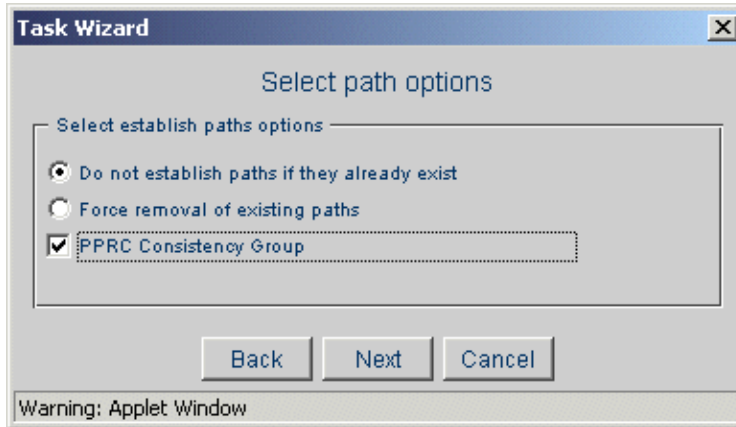 Task Wizard
Select path options
Select establish paths options
Do not establish paths if they already exist
Force removal of existing paths
PPRC Consistency Group
Back Next Cancel
Warning: Applet Window